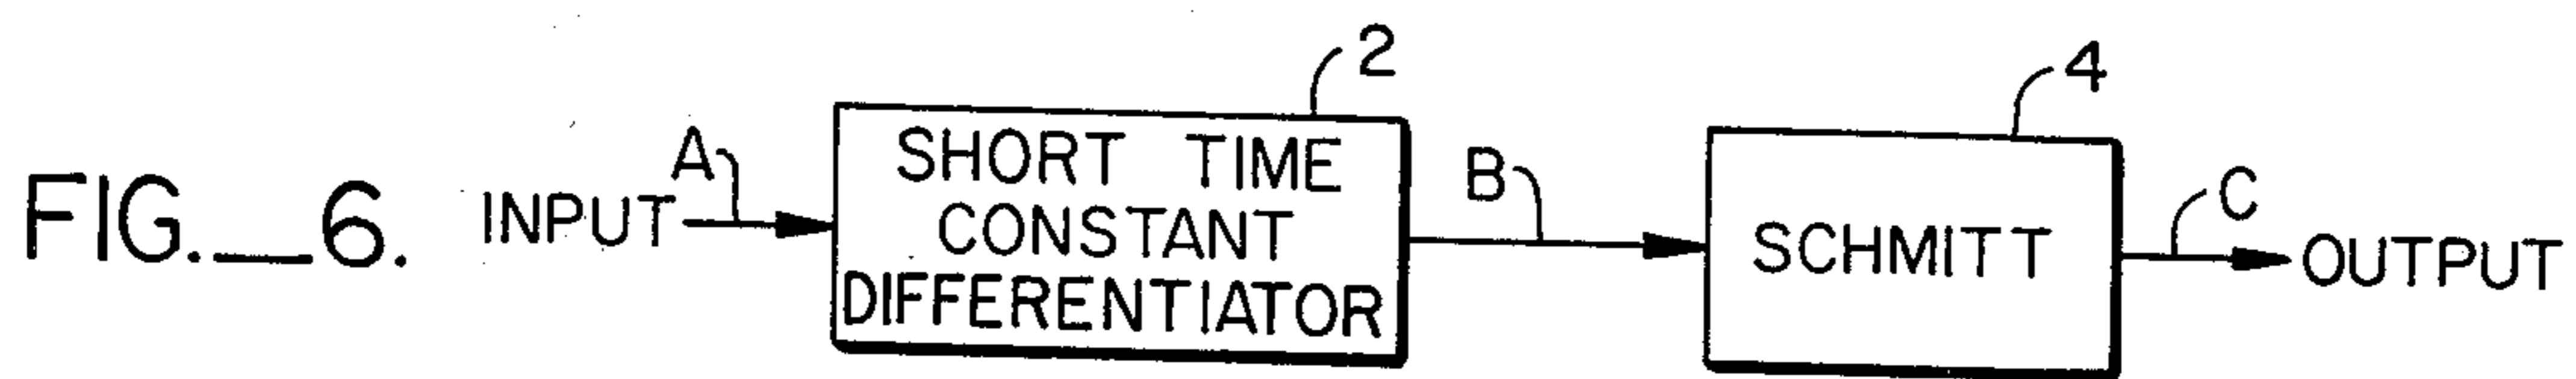 FIG._6.
INPUT
A
2
SHORT TIME
CONSTANT
DIFFERENTIATOR
B
4
SCHMITT
C
OUTPUT